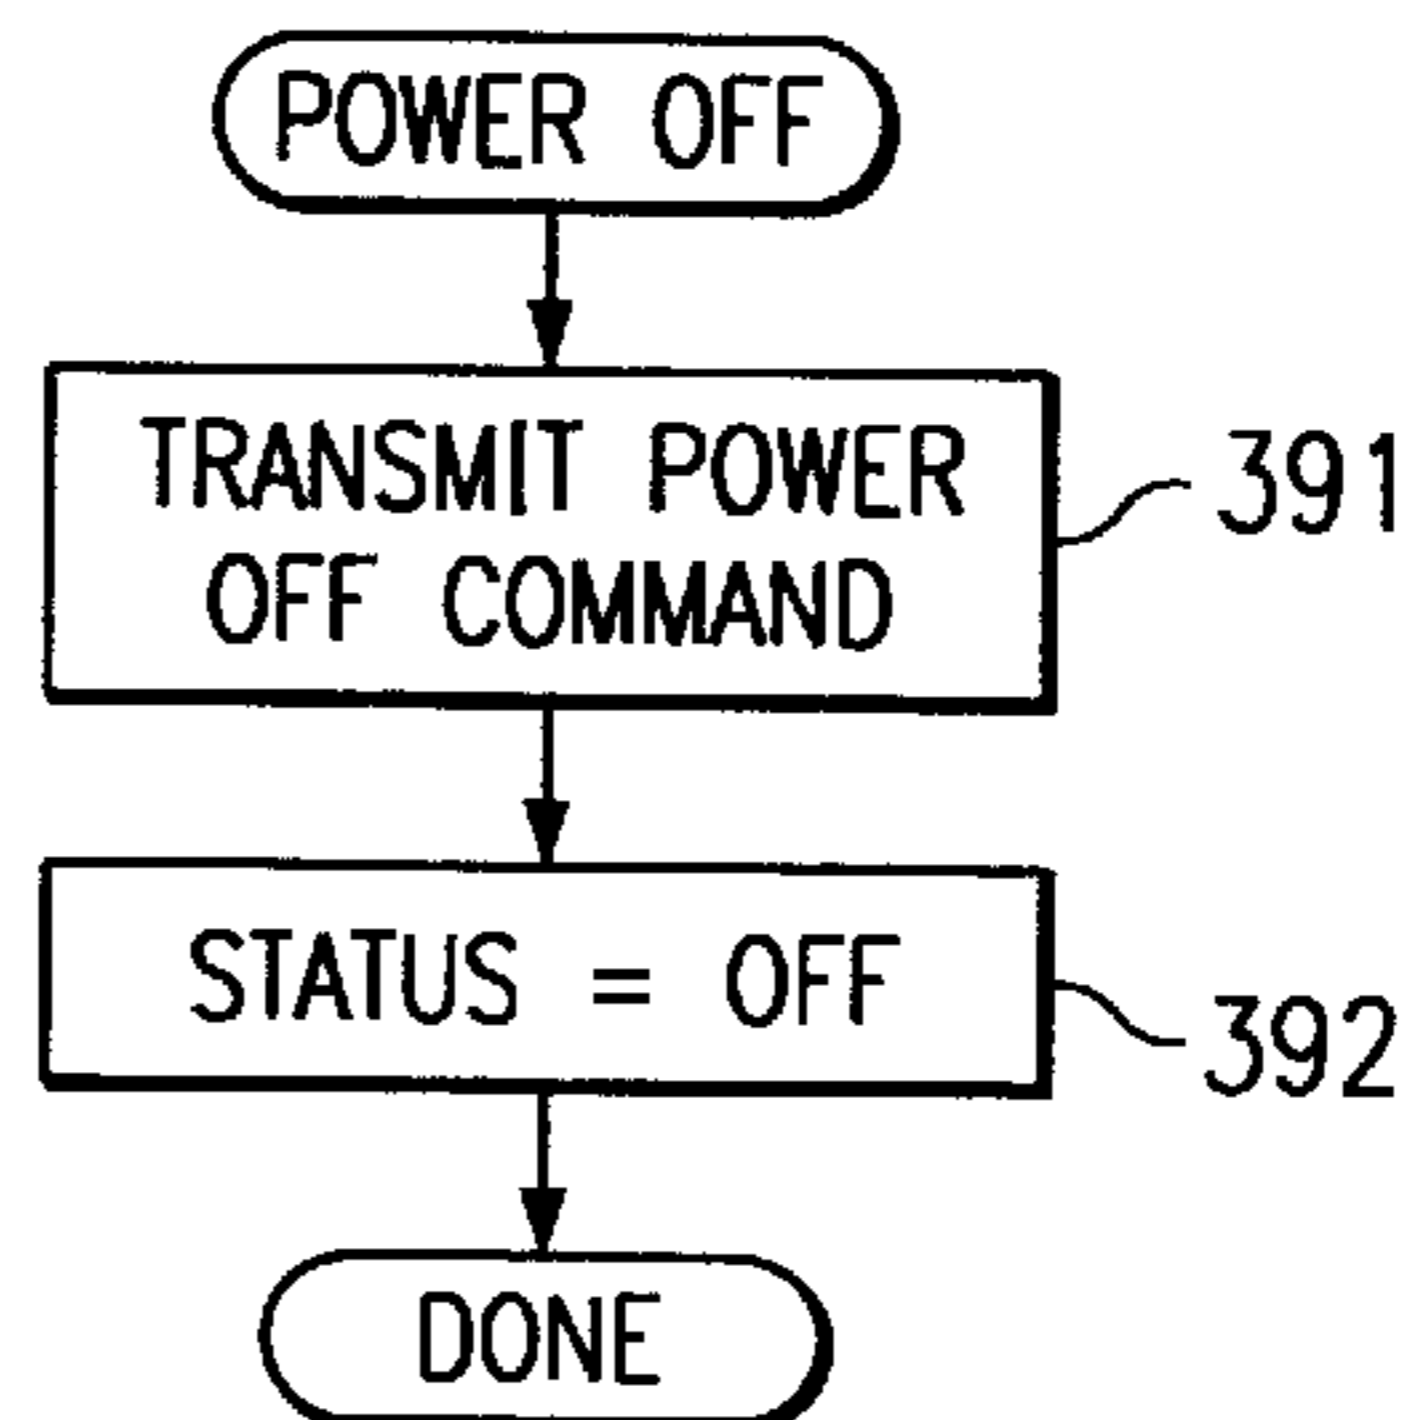 POWER OFF
TRANSMIT POWER
OFF COMMAND
391
STATUS = OFF
392
DONE